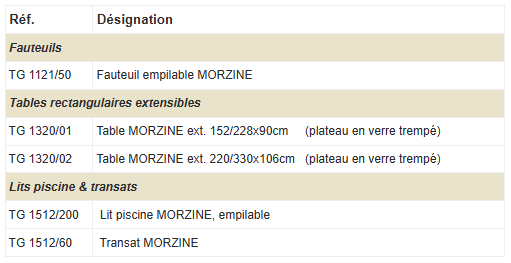 Réf. Désignation
Fauteuils
TG 1121/50 Fauteuil empilable MORZINE
Tables rectangulaires extensibles
TG 1320/01 Table MORZINE ext. 152/228x90cm (plateau en verre trempé)
TG 1320/02 Table MORZINE ext. 220/330x106cm (plateau en verre trempé)
Lits piscine & transats
TG 1512/200 Lit piscine MORZINE, empilable
TG 1512/60 Transat MORZINE